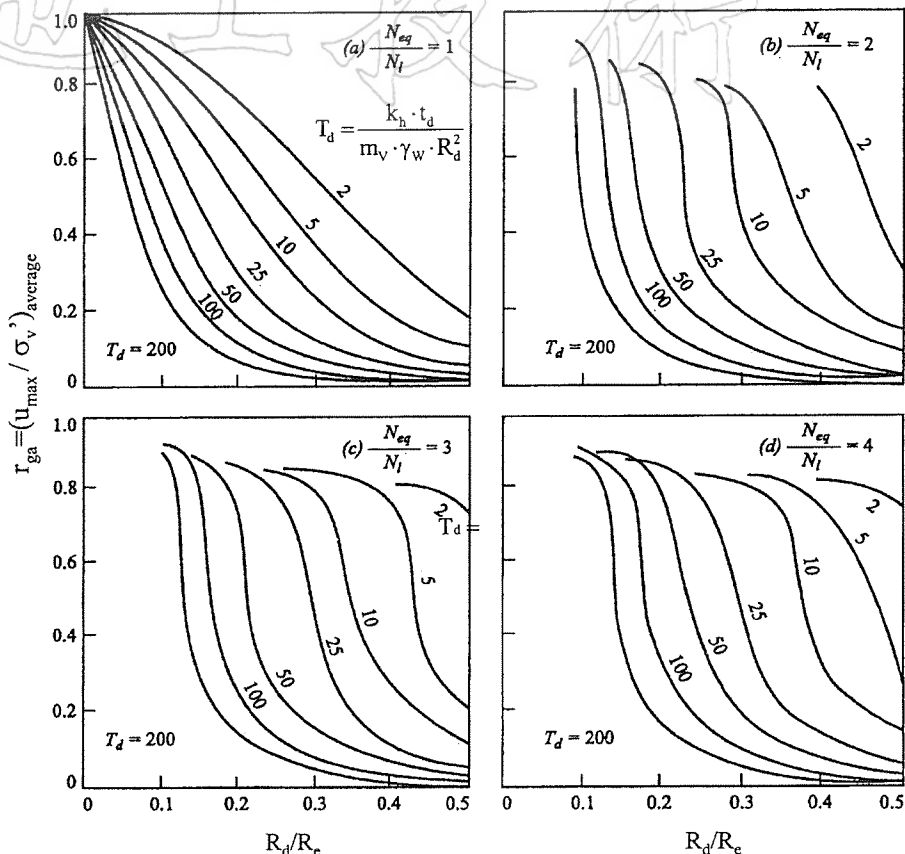 工技術
1.0
0.8
0.6
0.4
0.2
0
(a) N_eq / N_l = 1
T_d = k_h · t_d / m_v · γ_w · R_d^2
2
5
10
25
50
100
T_d = 200
(b) N_eq / N_l = 2
2
5
10
25
50
100
T_d = 200
r_ga=(u_max / σ_v')_average
1.0
0.8
0.6
0.4
0.2
0
(c) N_eq / N_l = 3
2
T_d =
5
10
25
50
100
T_d = 200
0 0.1 0.2 0.3 0.4 0.5
R_d/R_e
(d) N_eq / N_l = 4
2
5
10
25
50
100
T_d = 200
0 0.1 0.2 0.3 0.4 0.5
R_d/R_e